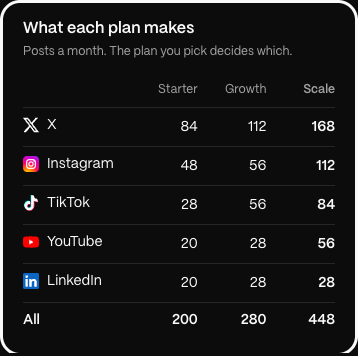 What each plan makes
Posts a month. The plan you pick decides which.
Starter Growth Scale
X 84 112 168
Instagram 48 56 112
TikTok 28 56 84
YouTube 20 28 56
LinkedIn 20 28 28
All 200 280 448